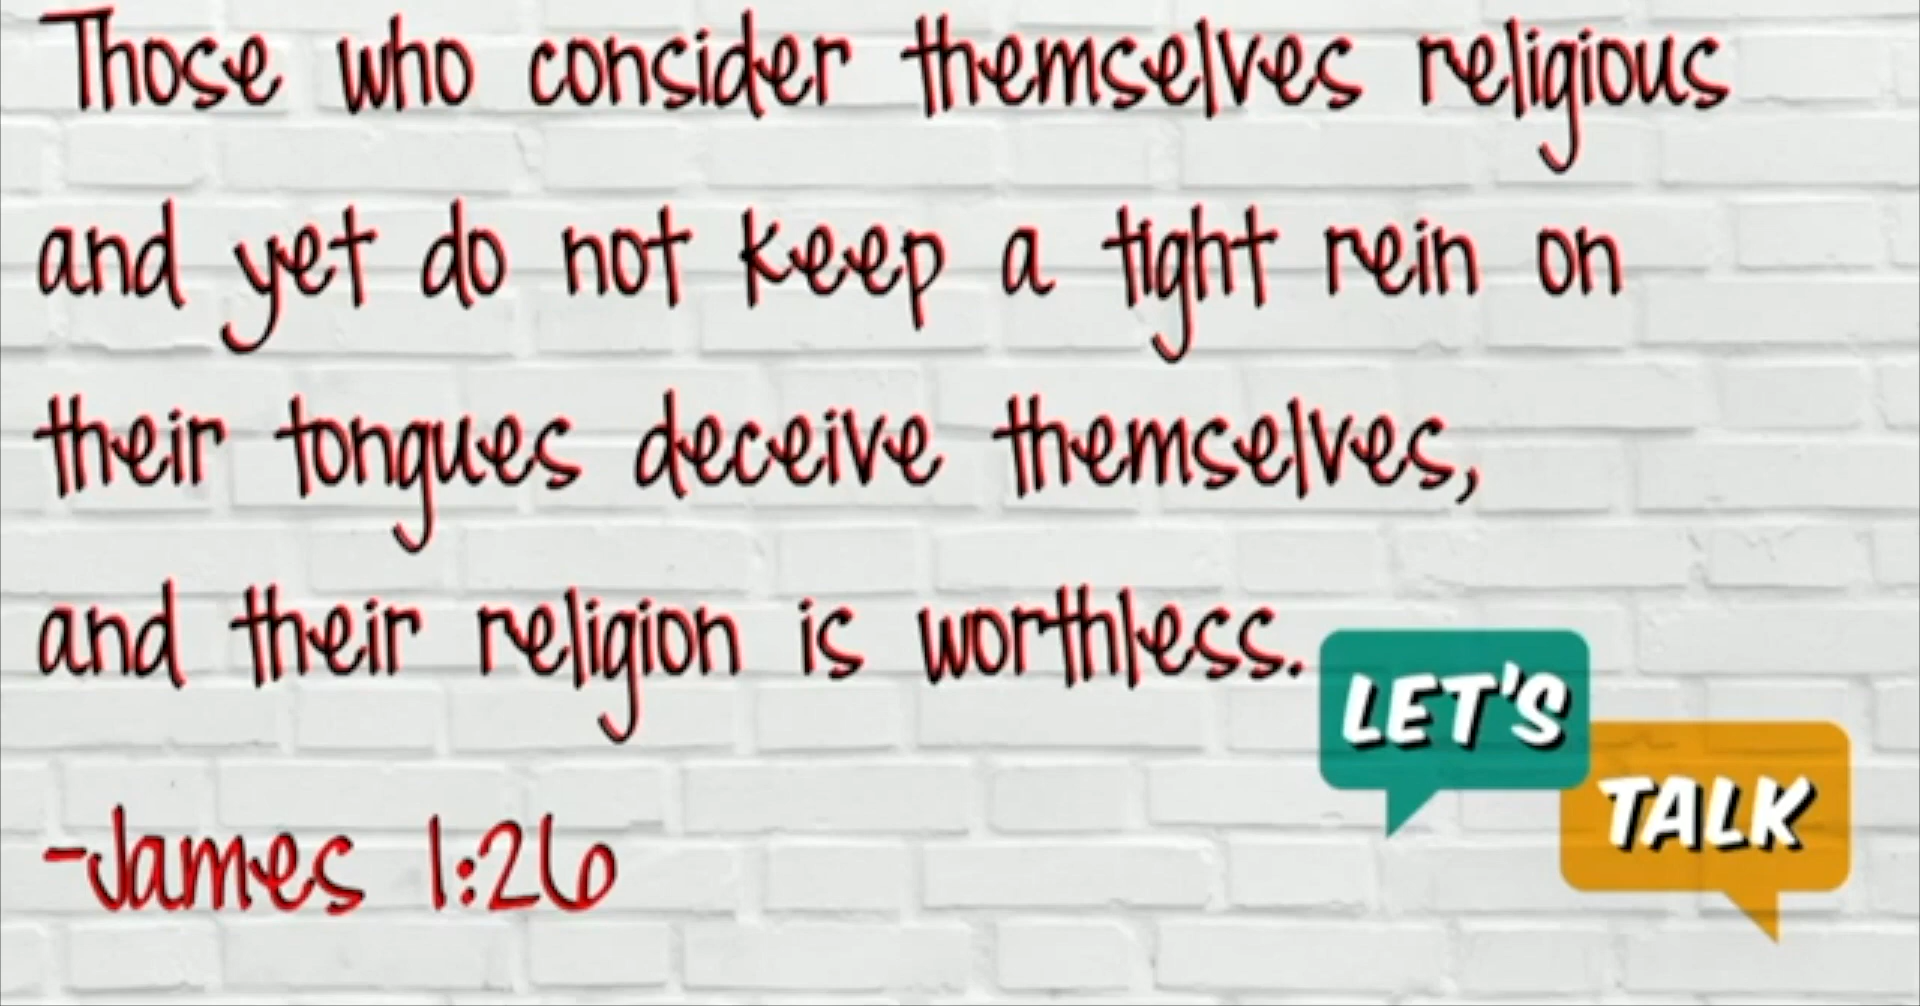 Those who consider themselves religious
and yet do not keep a tight rein on
their tongues deceive themselves,
and their religion is worthless.
-James 1:26
LET'S
TALK